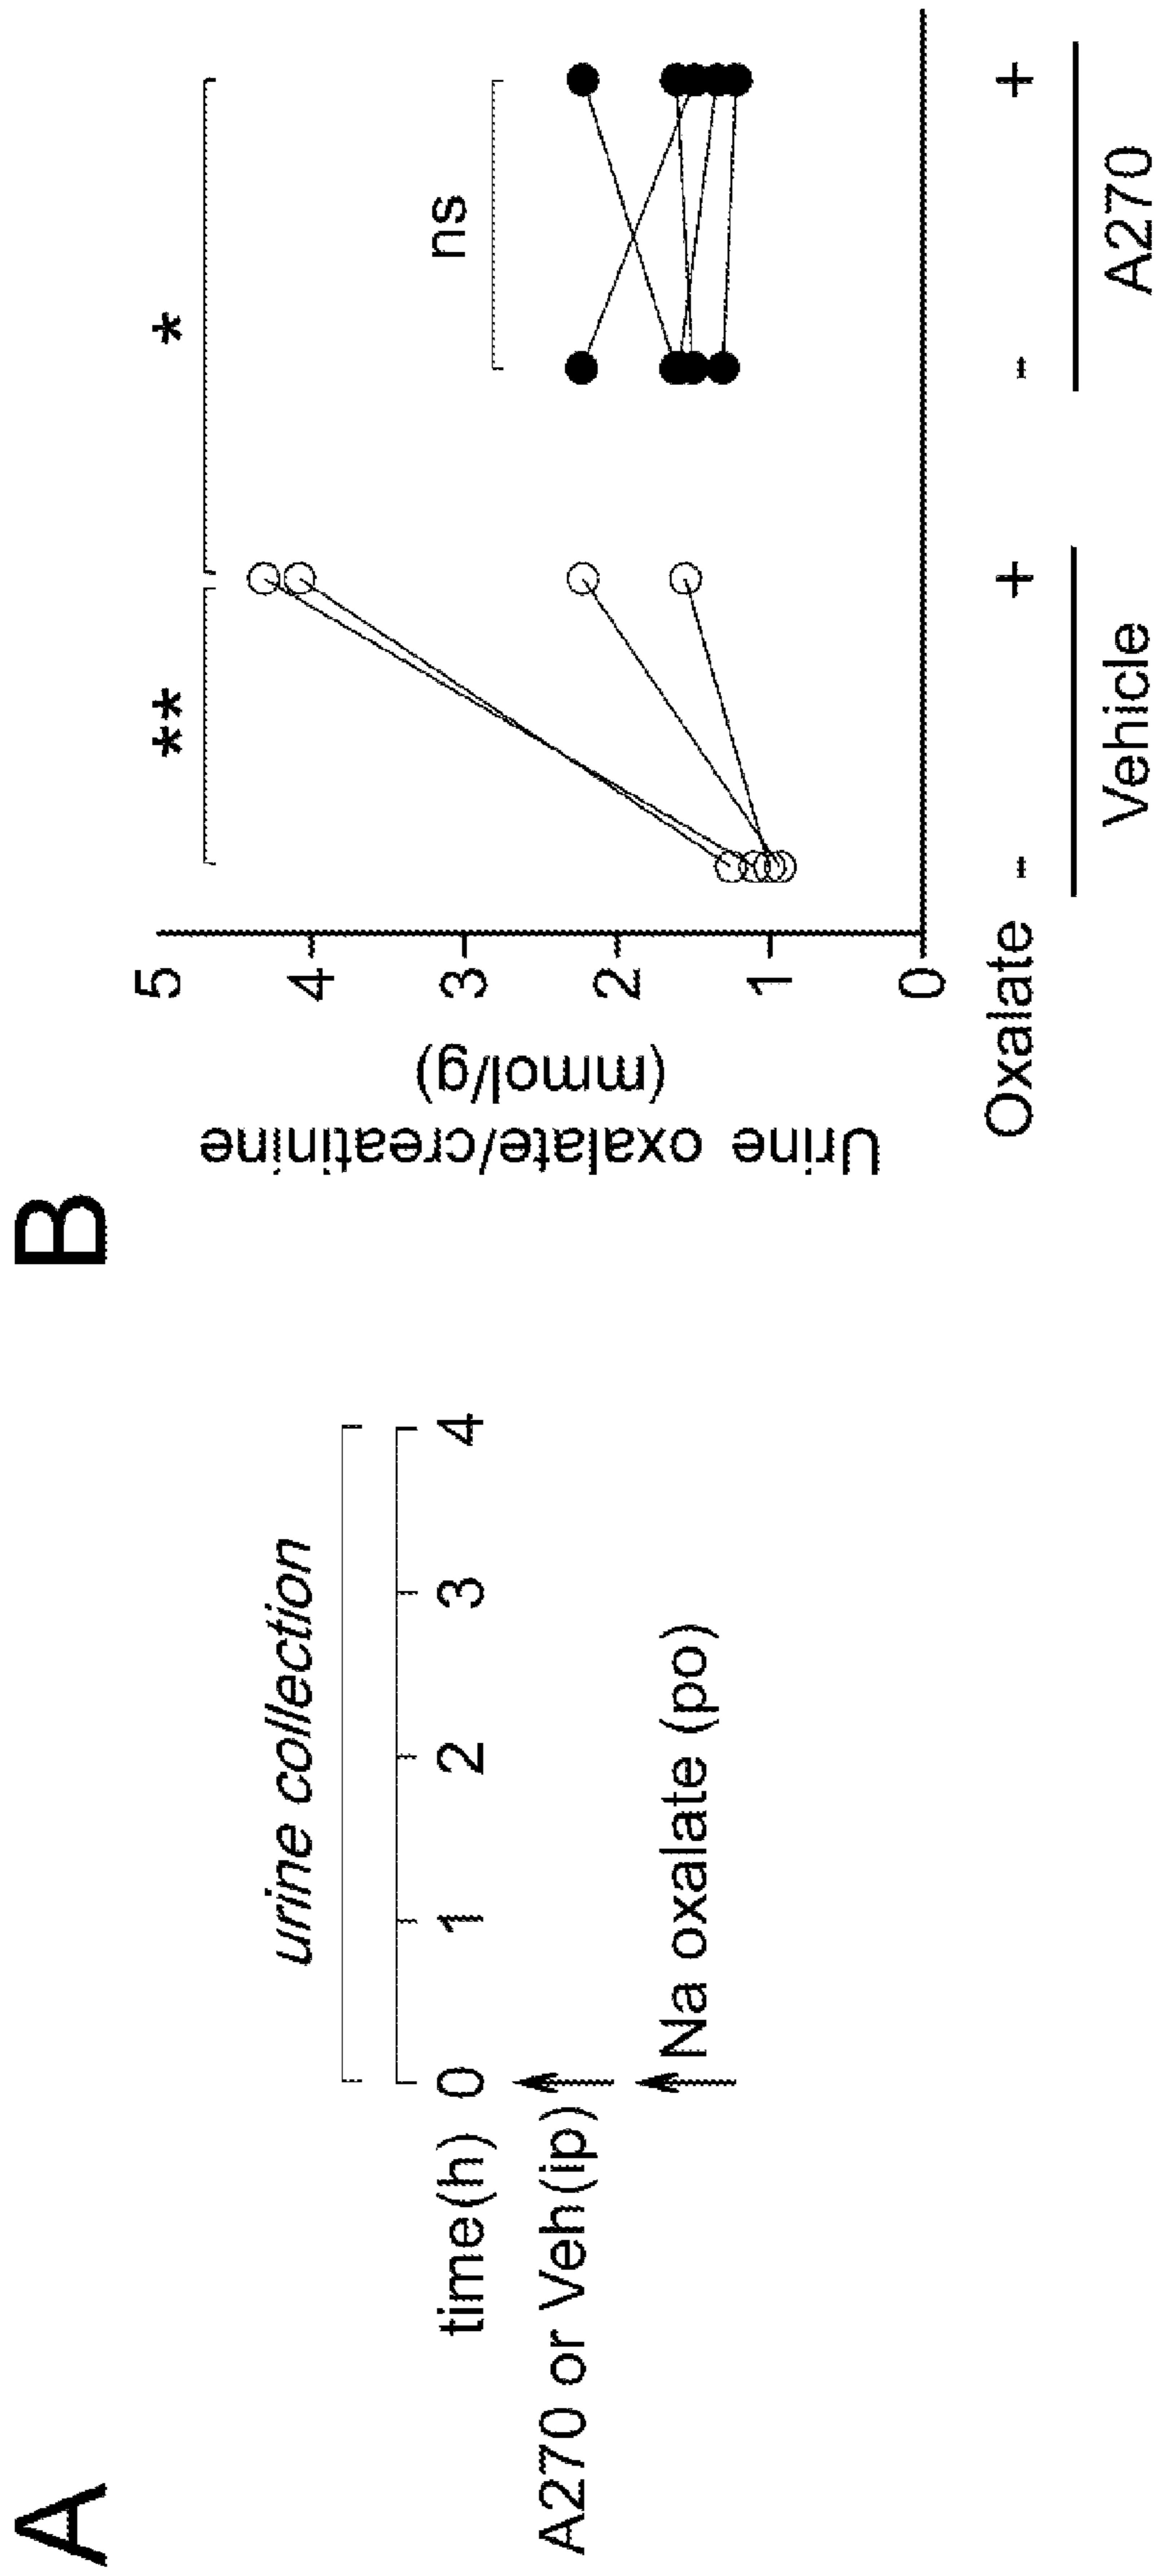 A
urine collection
time(h) 0 1 2 3 4
A270 or Veh(ip)
Na oxalate (po)
B
Urine oxalate/creatinine
(mmol/g)
5
4
3
2
1
0
** *
ns
Oxalate - + - +
Vehicle A270